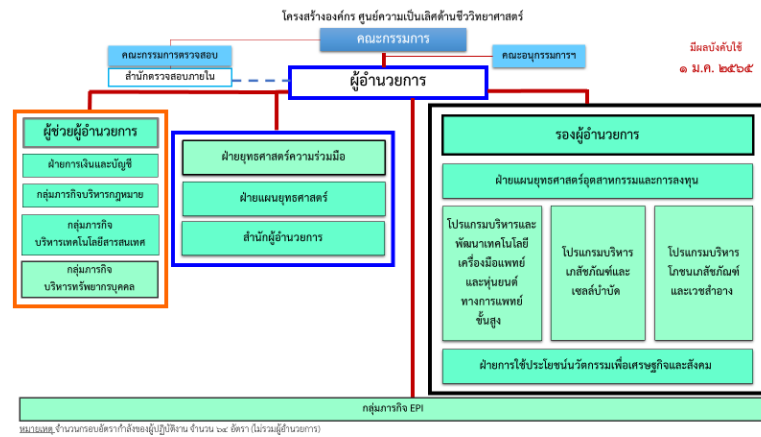 โครงสร้างองค์กร ศูนย์ความเป็นเลิศด้านชีววิทยาศาสตร์
คณะกรรมการ
คณะกรรมการตรวจสอบ
คณะอนุกรรมการฯ
มีผลบังคับใช้
๑ ม.ค. ๒๕๖๕
สำนักตรวจสอบภายใน
ผู้อำนวยการ
ผู้ช่วยผู้อำนวยการ
ฝ่ายการเงินและบัญชี
กลุ่มภารกิจบริหารกฎหมาย
กลุ่มภารกิจ
บริหารเทคโนโลยีสารสนเทศ
กลุ่มภารกิจ
บริหารทรัพยากรบุคคล
ฝ่ายยุทธศาสตร์ความร่วมมือ
ฝ่ายแผนยุทธศาสตร์
สำนักผู้อำนวยการ
รองผู้อำนวยการ
ฝ่ายแผนยุทธศาสตร์อุตสาหกรรมและการลงทุน
โปรแกรมบริหารและ
พัฒนาเทคโนโลยี
เครื่องมือแพทย์
และหุ่นยนต์
ทางการแพทย์
ขั้นสูง
โปรแกรมบริหาร
เภสัชภัณฑ์และ
เซลล์บำบัด
โปรแกรมบริหาร
โภชนเภสัชภัณฑ์
และเวชสำอาง
ฝ่ายการใช้ประโยชน์นวัตกรรมเพื่อเศรษฐกิจและสังคม
กลุ่มภารกิจ EPI
หมายเหตุ จำนวนกรอบอัตรากำลังของผู้ปฏิบัติงาน จำนวน ๖๔ อัตรา (ไม่รวมผู้อำนวยการ)